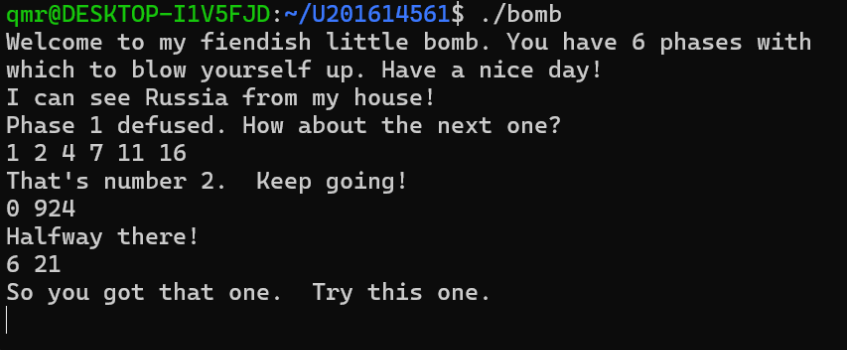 qmr@DESKTOP-I1V5FJD:~/U201614561$ ./bomb
Welcome to my fiendish little bomb. You have 6 phases with
which to blow yourself up. Have a nice day!
I can see Russia from my house!
Phase 1 defused. How about the next one?
1 2 4 7 11 16
That's number 2.  Keep going!
0 924
Halfway there!
6 21
So you got that one.  Try this one.